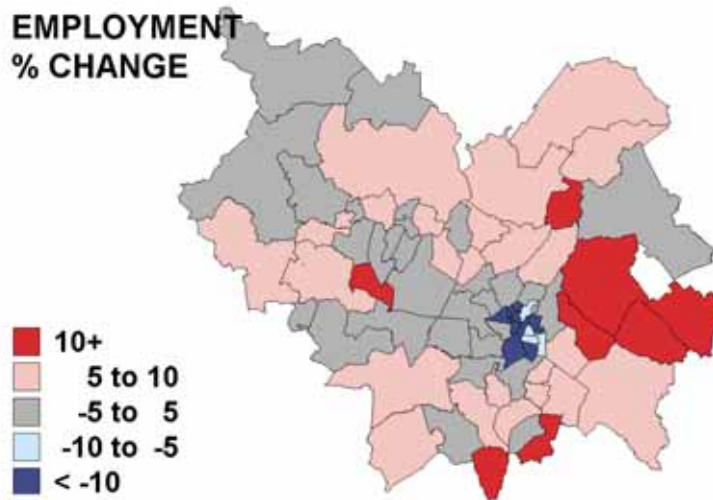 EMPLOYMENT
% CHANGE
10+
5 to 10
-5 to 5
-10 to -5
< -10